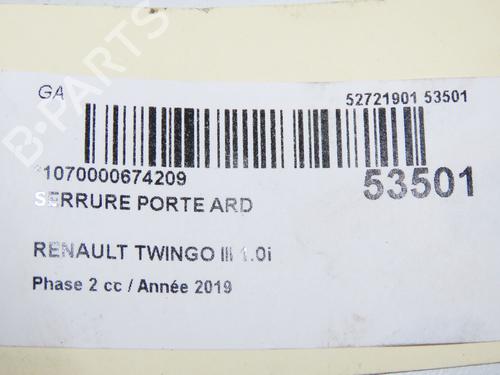 GA
52721901 53501
1070000674209
53501
SERRURE PORTE ARD
RENAULT TWINGO III 1.0i
Phase 2 cc / Année 2019
B-PARTS